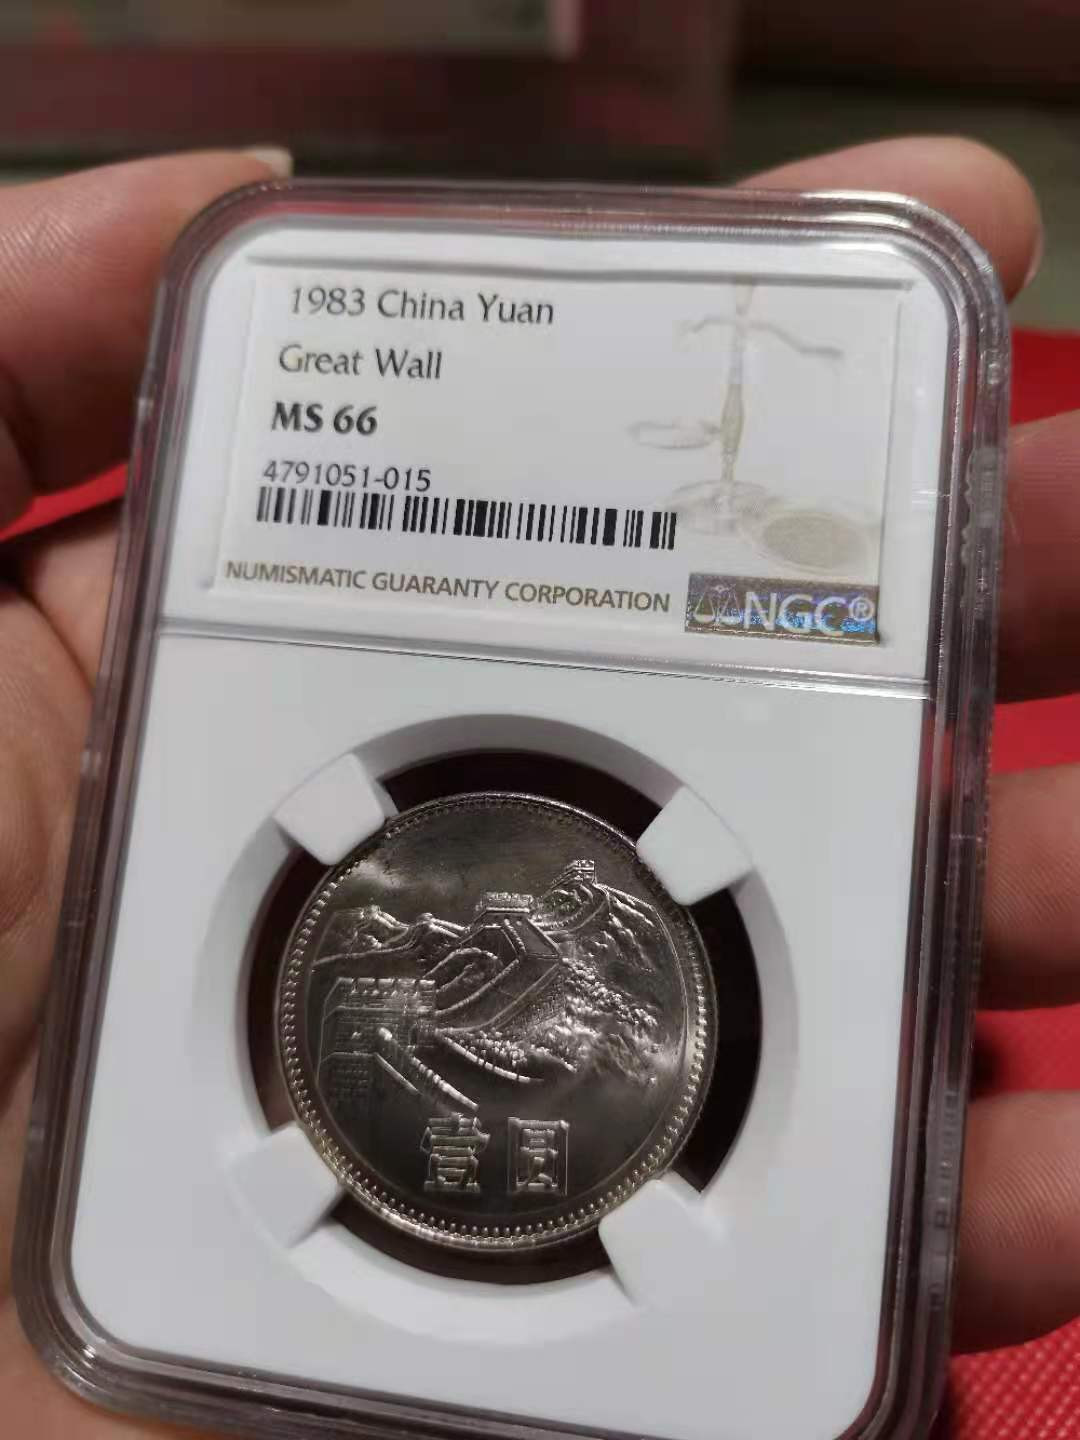 1983 China Yuan
Great Wall
MS 66
4791051-015
NUMISMATIC GUARANTY CORPORATION
NGC®
壹圆